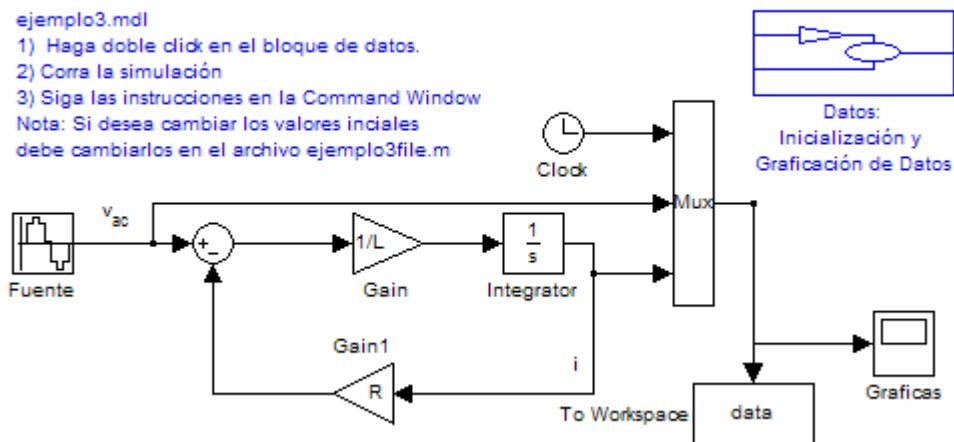 ejemplo3.mdl
1) Haga doble click en el bloque de datos.
2) Corra la simulación
3) Siga las instrucciones en la Command Window
Nota: Si desea cambiar los valores inciales
debe cambiarlos en el archivo ejemplo3file.m
Datos:
Inicialización y
Graficación de Datos
Clock
Mux
v_ac
Fuente
+
−
1/L
Gain
1
s
Integrator
Gain1
R
i
To Workspace
data
Graficas